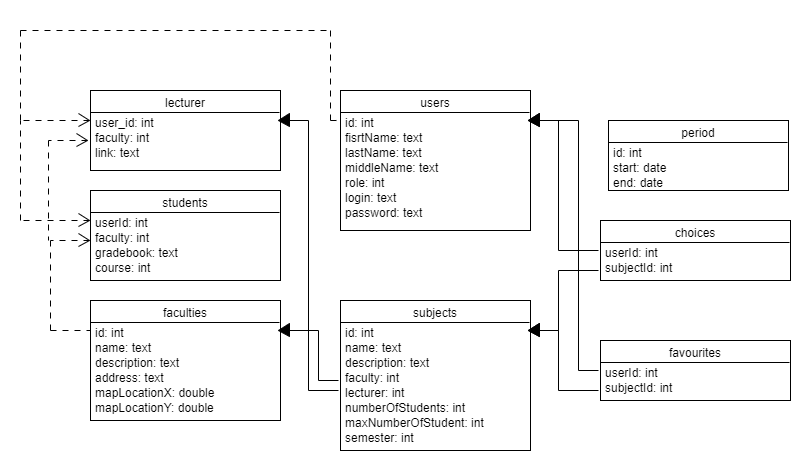 lecturer
user_id: int
faculty: int
link: text
users
id: int
fisrtName: text
lastName: text
middleName: text
role: int
login: text
password: text
period
id: int
start: date
end: date
students
userId: int
faculty: int
gradebook: text
course: int
choices
userId: int
subjectId: int
faculties
id: int
name: text
description: text
address: text
mapLocationX: double
mapLocationY: double
subjects
id: int
name: text
description: text
faculty: int
lecturer: int
numberOfStudents: int
maxNumberOfStudent: int
semester: int
favourites
userId: int
subjectId: int